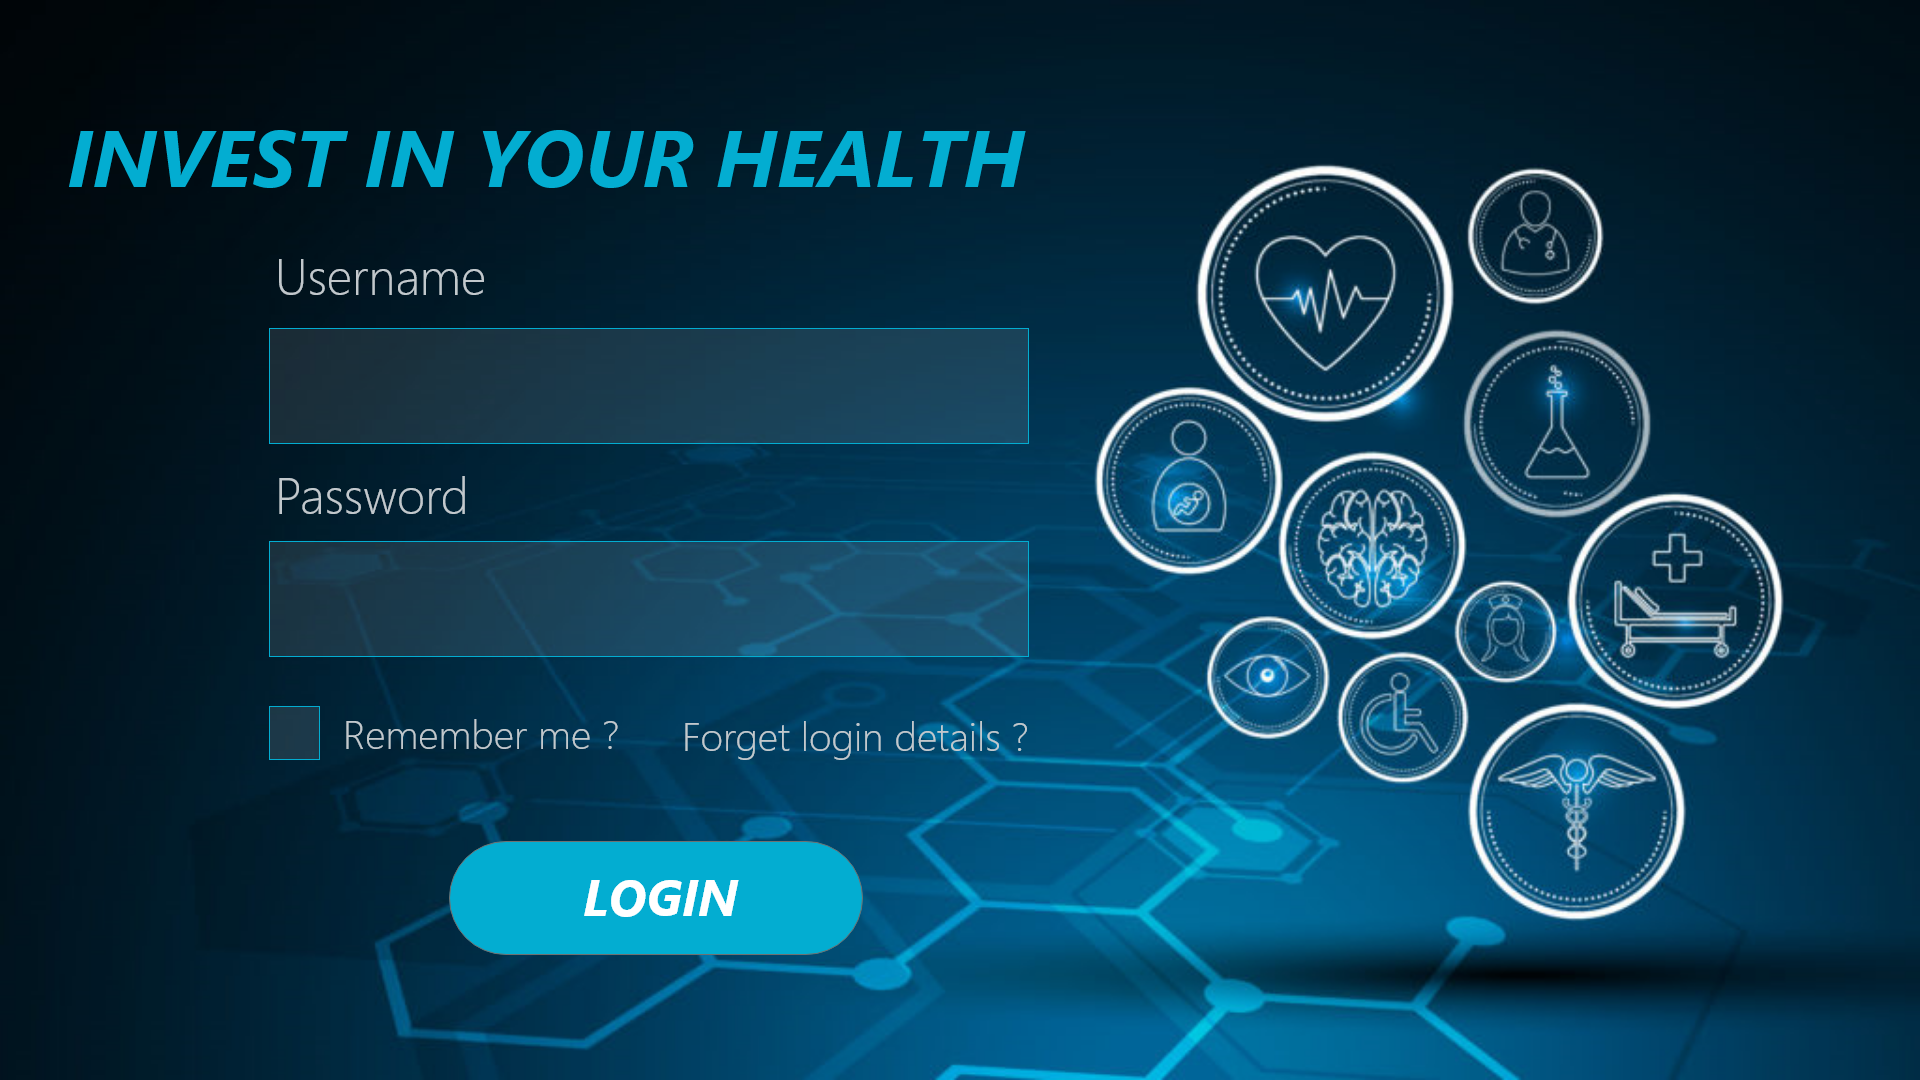 INVEST IN YOUR HEALTH
Username
Password
Remember me ?
Forget login details ?
LOGIN